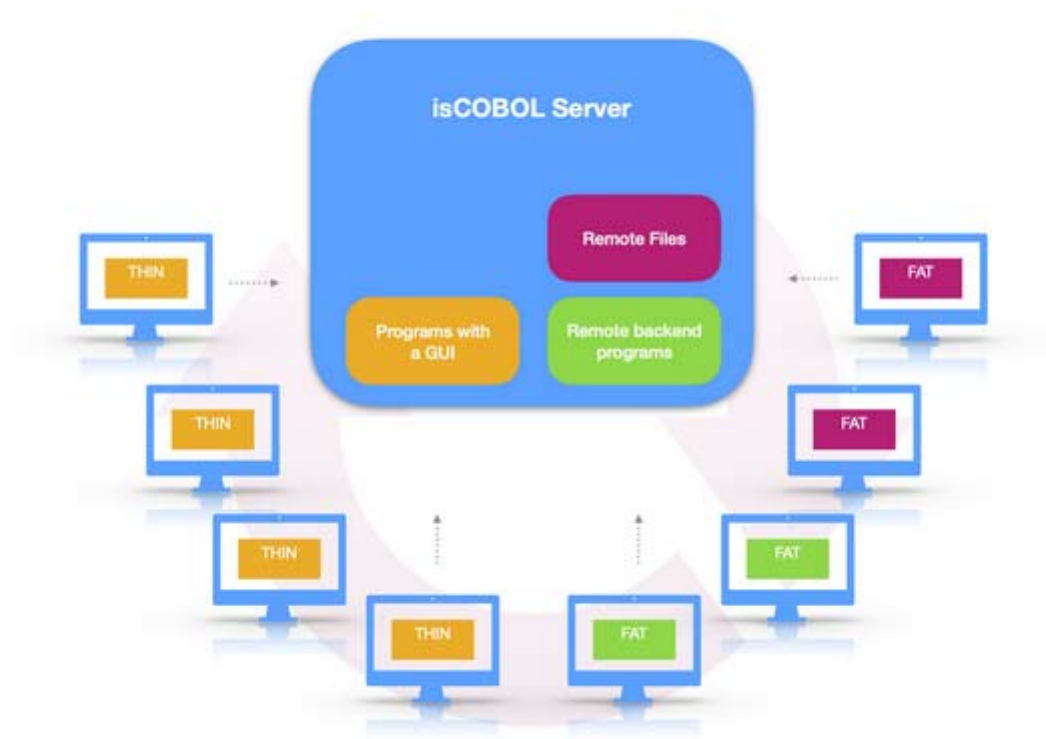 isCOBOL Server
Remote Files
Programs with
a GUI
Remote backend
programs
THIN
FAT
THIN
FAT
THIN
FAT
THIN
FAT